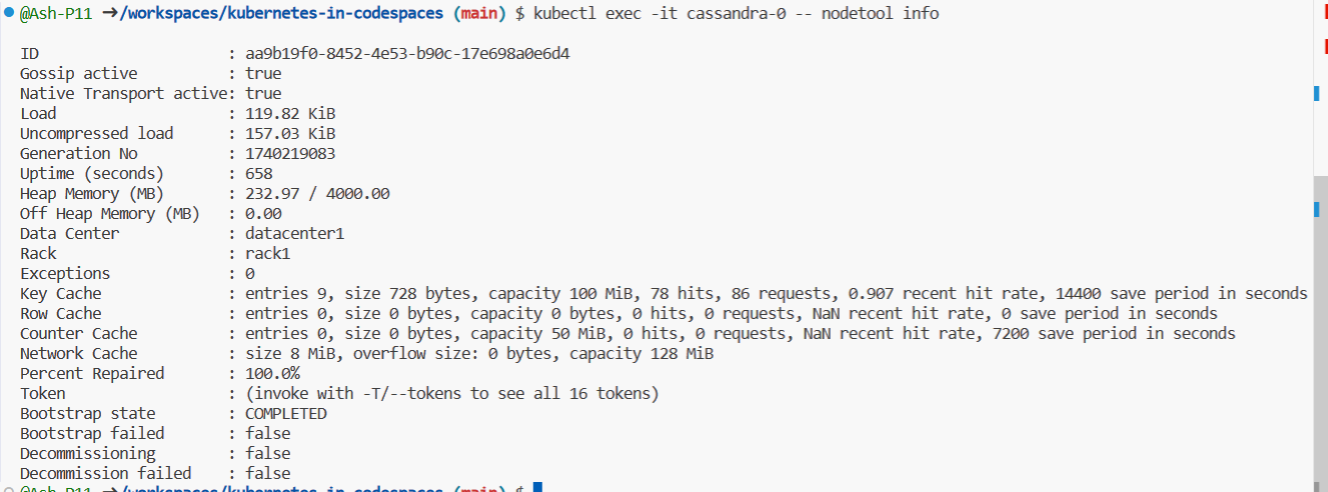 @Ash-P11 ➜/workspaces/kubernetes-in-codespaces (main) $ kubectl exec -it cassandra-0 -- nodetool info
ID : aa9b19f0-8452-4e53-b90c-17e698a0e6d4
Gossip active : true
Native Transport active: true
Load : 119.82 KiB
Uncompressed load : 157.03 KiB
Generation No : 1740219083
Uptime (seconds) : 658
Heap Memory (MB) : 232.97 / 4000.00
Off Heap Memory (MB) : 0.00
Data Center : datacenter1
Rack : rack1
Exceptions : 0
Key Cache : entries 9, size 728 bytes, capacity 100 MiB, 78 hits, 86 requests, 0.907 recent hit rate, 14400 save period in seconds
Row Cache : entries 0, size 0 bytes, capacity 0 bytes, 0 hits, 0 requests, NaN recent hit rate, 0 save period in seconds
Counter Cache : entries 0, size 0 bytes, capacity 50 MiB, 0 hits, 0 requests, NaN recent hit rate, 7200 save period in seconds
Network Cache : size 8 MiB, overflow size: 0 bytes, capacity 128 MiB
Percent Repaired : 100.0%
Token : (invoke with -T/--tokens to see all 16 tokens)
Bootstrap state : COMPLETED
Bootstrap failed : false
Decommissioning : false
Decommission failed : false
@Ash-P11 ➜/workspaces/kubernetes-in-codespaces (main) $